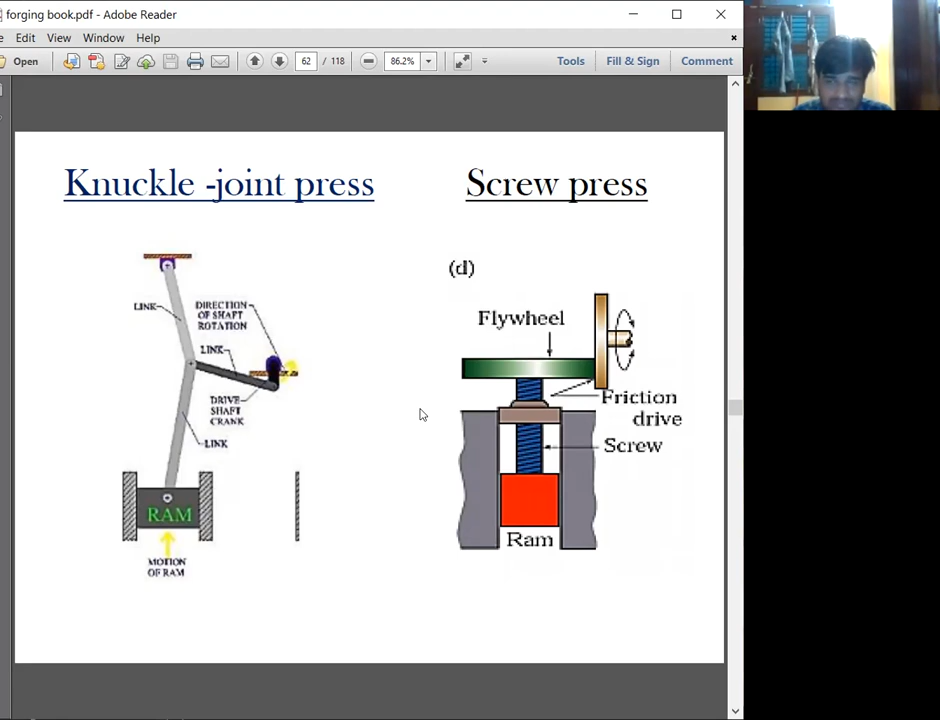 forging book.pdf - Adobe Reader
Edit View Window Help
Open 62 / 118 86.2% Tools Fill & Sign Comment
Knuckle -joint press
LINK
DIRECTION
OF SHAFT
ROTATION
LINK
DRIVE
SHAFT
CRANK
LINK
RAM
MOTION
OF RAM
Screw press
(d)
Flywheel
Friction
drive
Screw
Ram